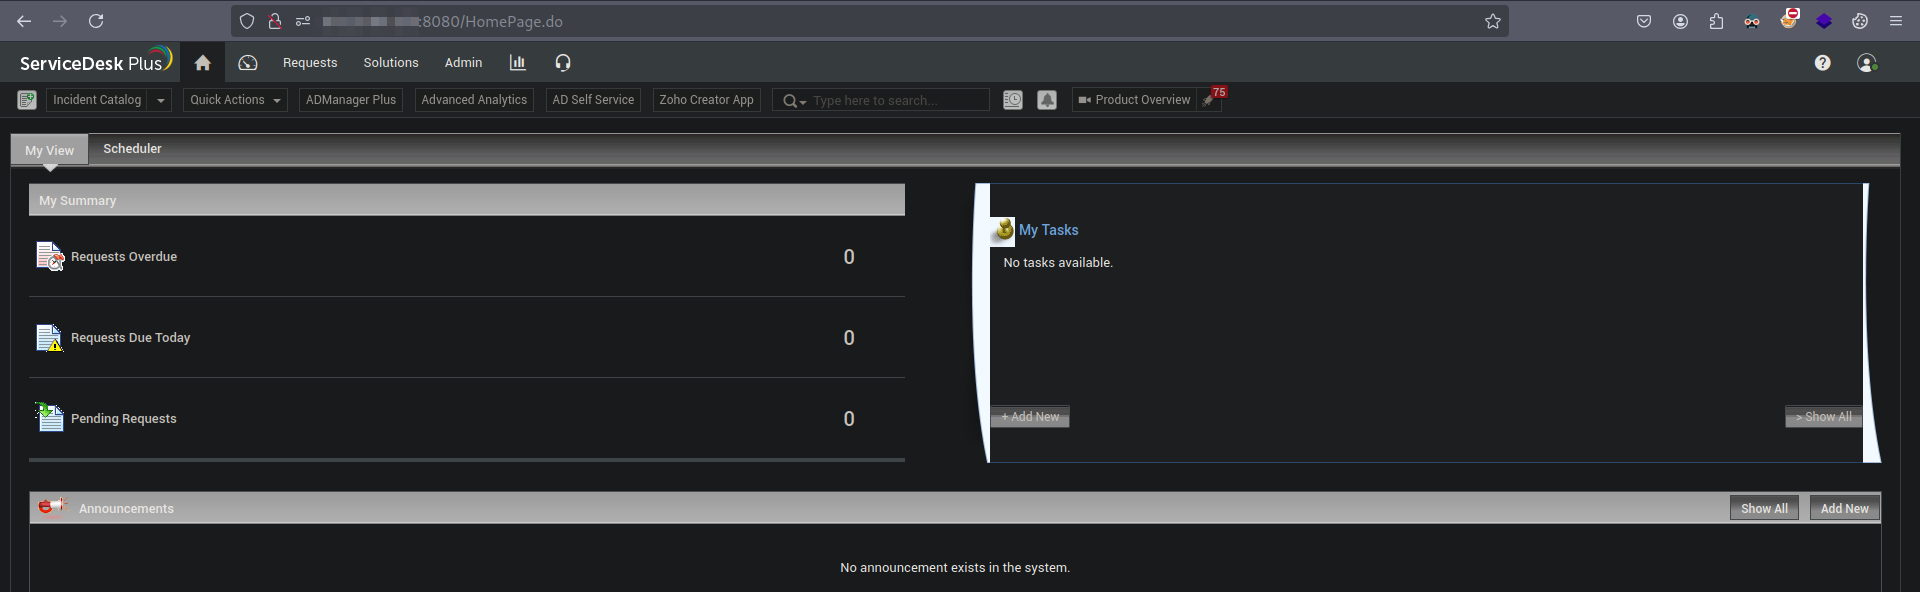 :8080/HomePage.do
ServiceDesk Plus Requests Solutions Admin
Incident Catalog Quick Actions ADManager Plus Advanced Analytics AD Self Service Zoho Creator App Type here to search... Product Overview 75
My View Scheduler
My Summary
Requests Overdue 0
Requests Due Today 0
Pending Requests 0
My Tasks
No tasks available.
+ Add New > Show All
Announcements Show All Add New
No announcement exists in the system.